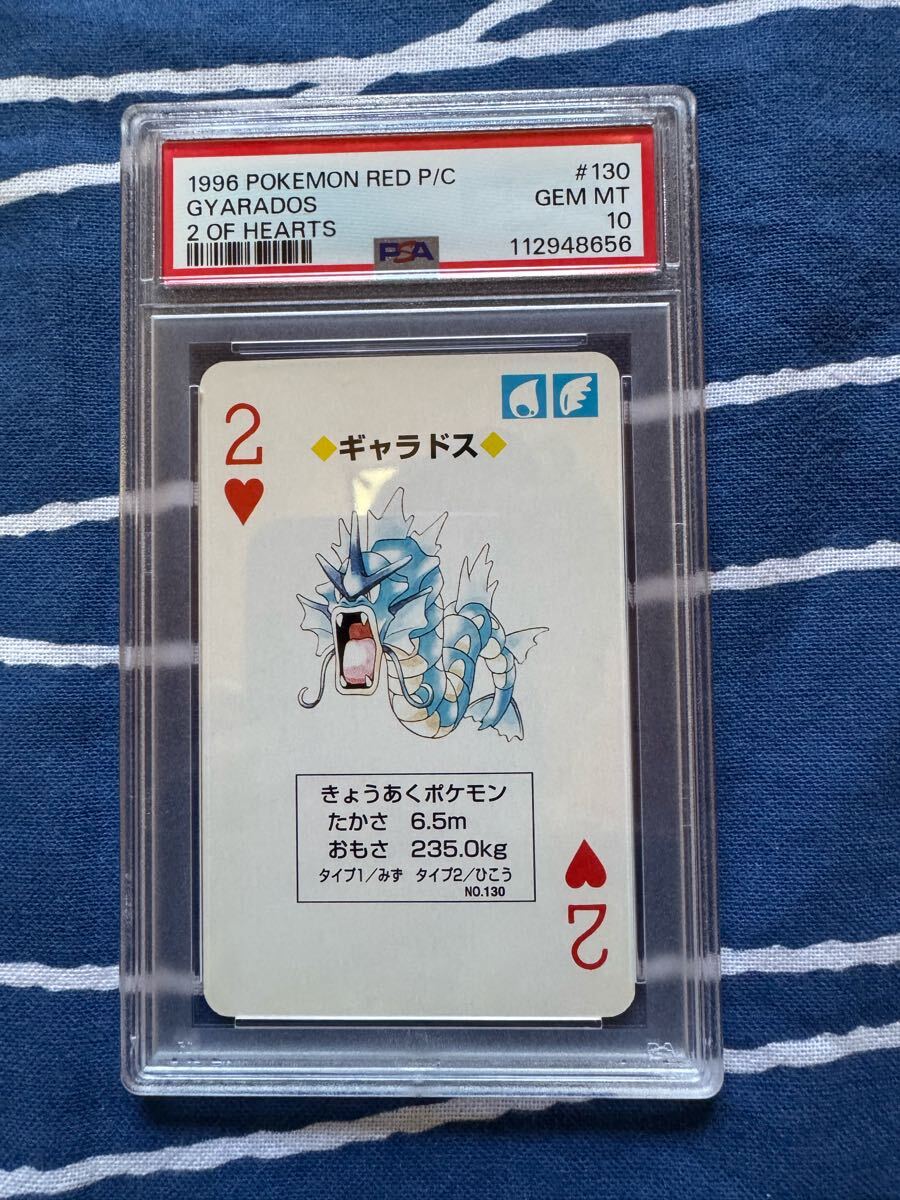 1996 POKEMON RED P/C #130
GYARADOS GEM MT
2 OF HEARTS 10
PSA 112948656
2
◆ギャラドス◆
きょうあくポケモン
たかさ 6.5m
おもさ 235.0kg
タイプ1/みず タイプ2/ひこう
NO.130
2